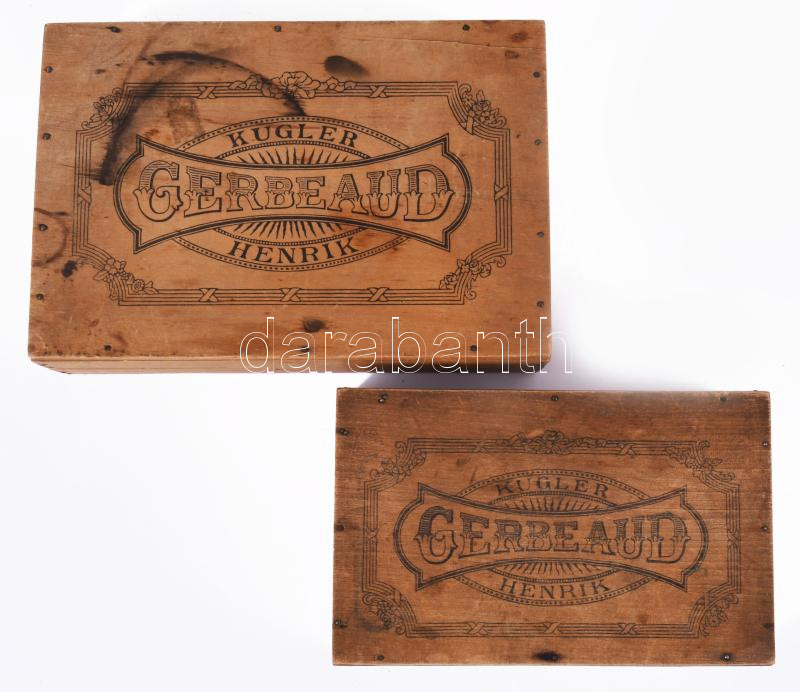 KUGLER
GERBEAUD
HENRIK
darabanth
KUGLER
GERBEAUD
HENRIK